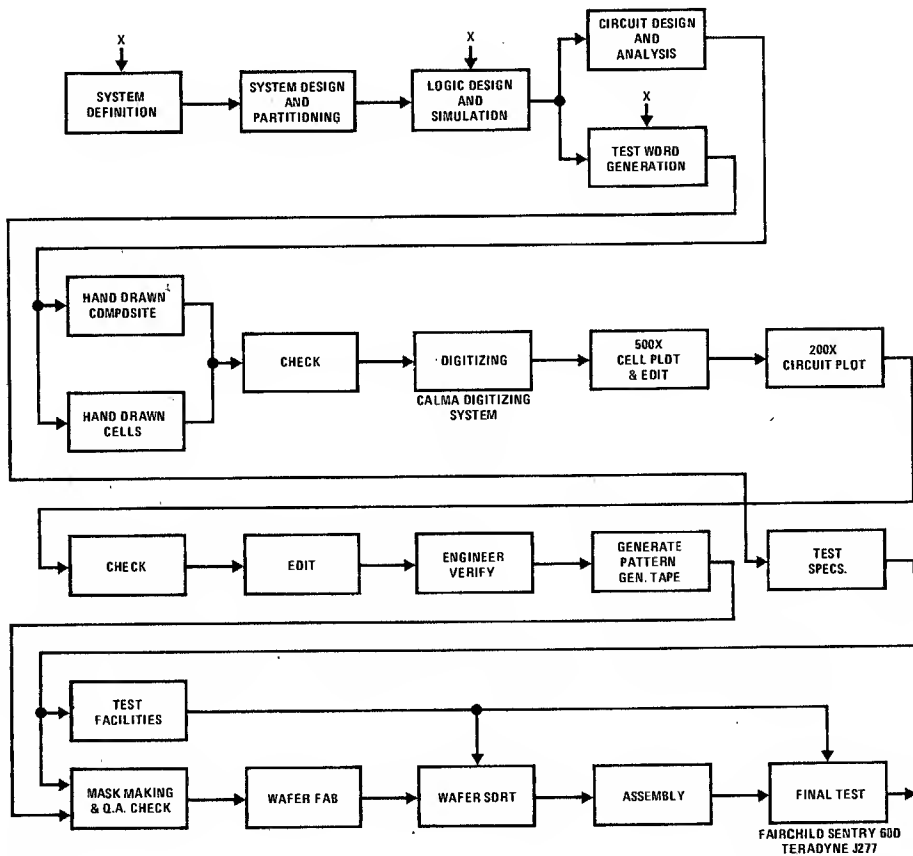 X
SYSTEM
DEFINITION
SYSTEM DESIGN
AND
PARTITIONING
X
LOGIC DESIGN
AND
SIMULATION
CIRCUIT DESIGN
AND
ANALYSIS
X
TEST WORD
GENERATION
HAND DRAWN
COMPOSITE
HAND DRAWN
CELLS
CHECK
DIGITIZING
CALMA DIGITIZING
SYSTEM
500X
CELL PLOT
& EDIT
200X
CIRCUIT PLOT
CHECK
EDIT
ENGINEER
VERIFY
GENERATE
PATTERN
GEN. TAPE
TEST
SPECS.
TEST
FACILITIES
MASK MAKING
& Q.A. CHECK
WAFER FAB
WAFER SORT
ASSEMBLY
FINAL TEST
FAIRCHILD SENTRY 600
TERADYNE J277